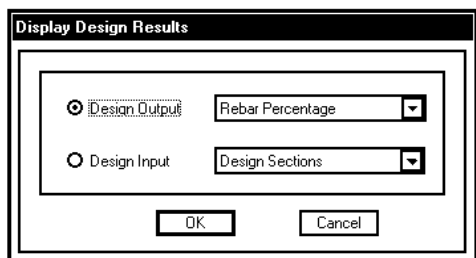 Display Design Results
Design Output Rebar Percentage
Design Input Design Sections
OK Cancel